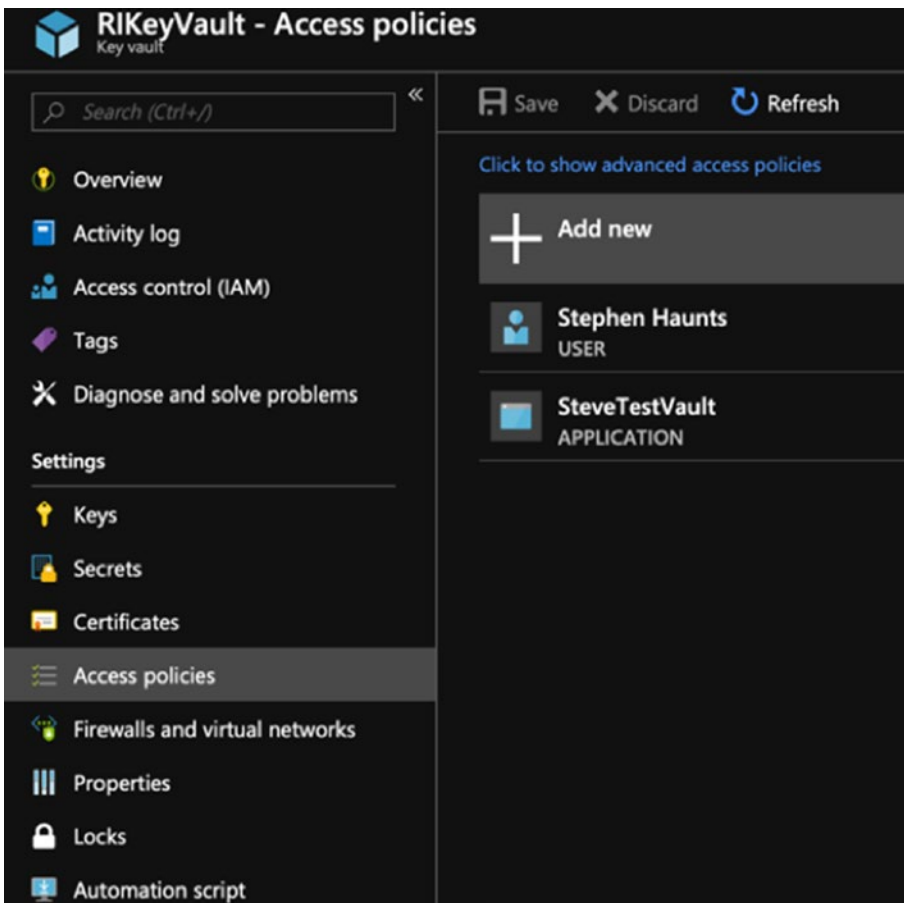 RIKeyVault - Access policies
Key vault
Search (Ctrl+/)
«
Overview
Activity log
Access control (IAM)
Tags
Diagnose and solve problems
Settings
Keys
Secrets
Certificates
Access policies
Firewalls and virtual networks
Properties
Locks
Automation script
Save Discard Refresh
Click to show advanced access policies
Add new
Stephen Haunts
USER
SteveTestVault
APPLICATION